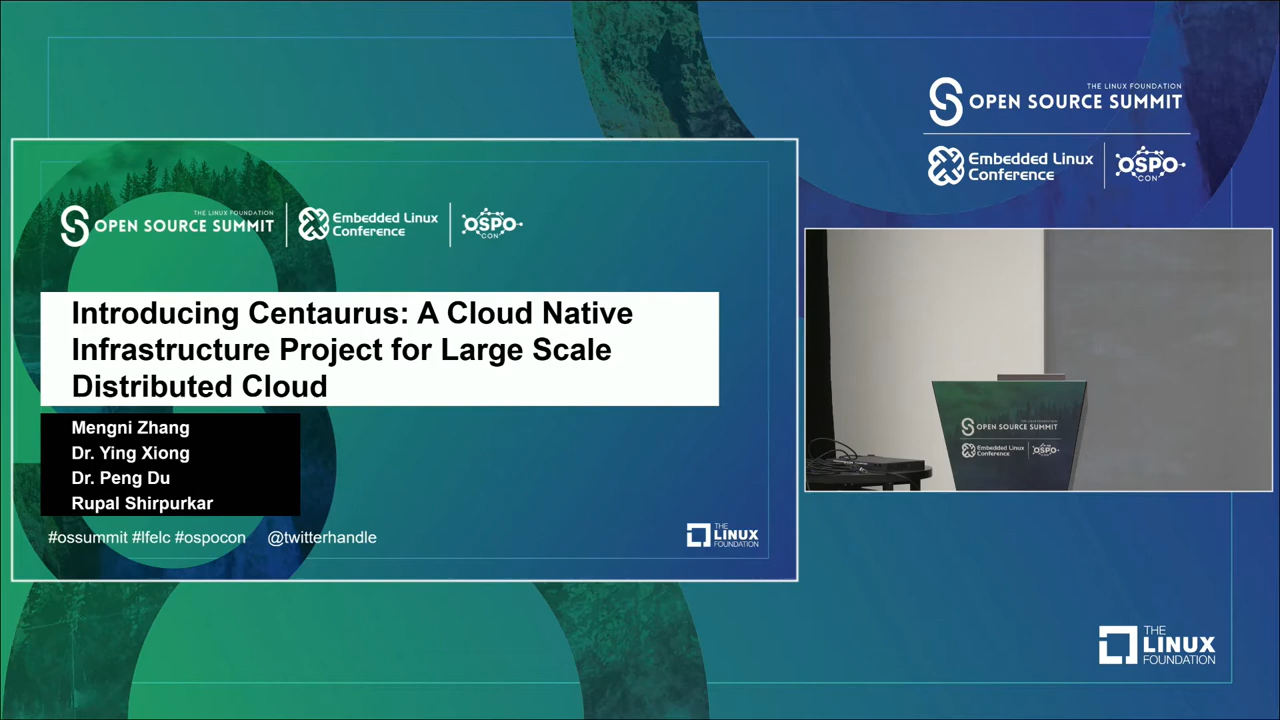 THE LINUX FOUNDATION
OPEN SOURCE SUMMIT
Embedded Linux
Conference
OSPO
CON
THE LINUX FOUNDATION
OPEN SOURCE SUMMIT
Embedded Linux
Conference
OSPO
CON
Introducing Centaurus: A Cloud Native
Infrastructure Project for Large Scale
Distributed Cloud
Mengni Zhang
Dr. Ying Xiong
Dr. Peng Du
Rupal Shirpurkar
#ossummit #lfelc #ospocon @twitterhandle
THE
LINUX
FOUNDATION
OPEN SOURCE SUMMIT
Embedded Linux
Conference
OSPO
THE
LINUX
FOUNDATION